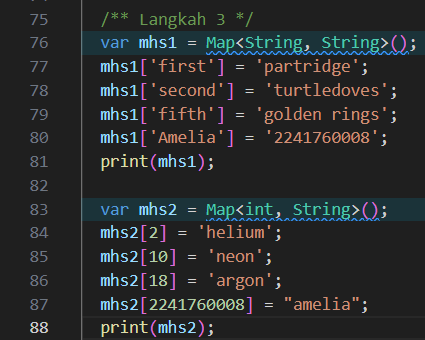 75 /** Langkah 3 */
76 var mhs1 = Map<String, String>();
77 mhs1['first'] = 'partridge';
78 mhs1['second'] = 'turtledoves';
79 mhs1['fifth'] = 'golden rings';
80 mhs1['Amelia'] = '2241760008';
81 print(mhs1);
82
83 var mhs2 = Map<int, String>();
84 mhs2[2] = 'helium';
85 mhs2[10] = 'neon';
86 mhs2[18] = 'argon';
87 mhs2[2241760008] = "amelia";
88 print(mhs2);